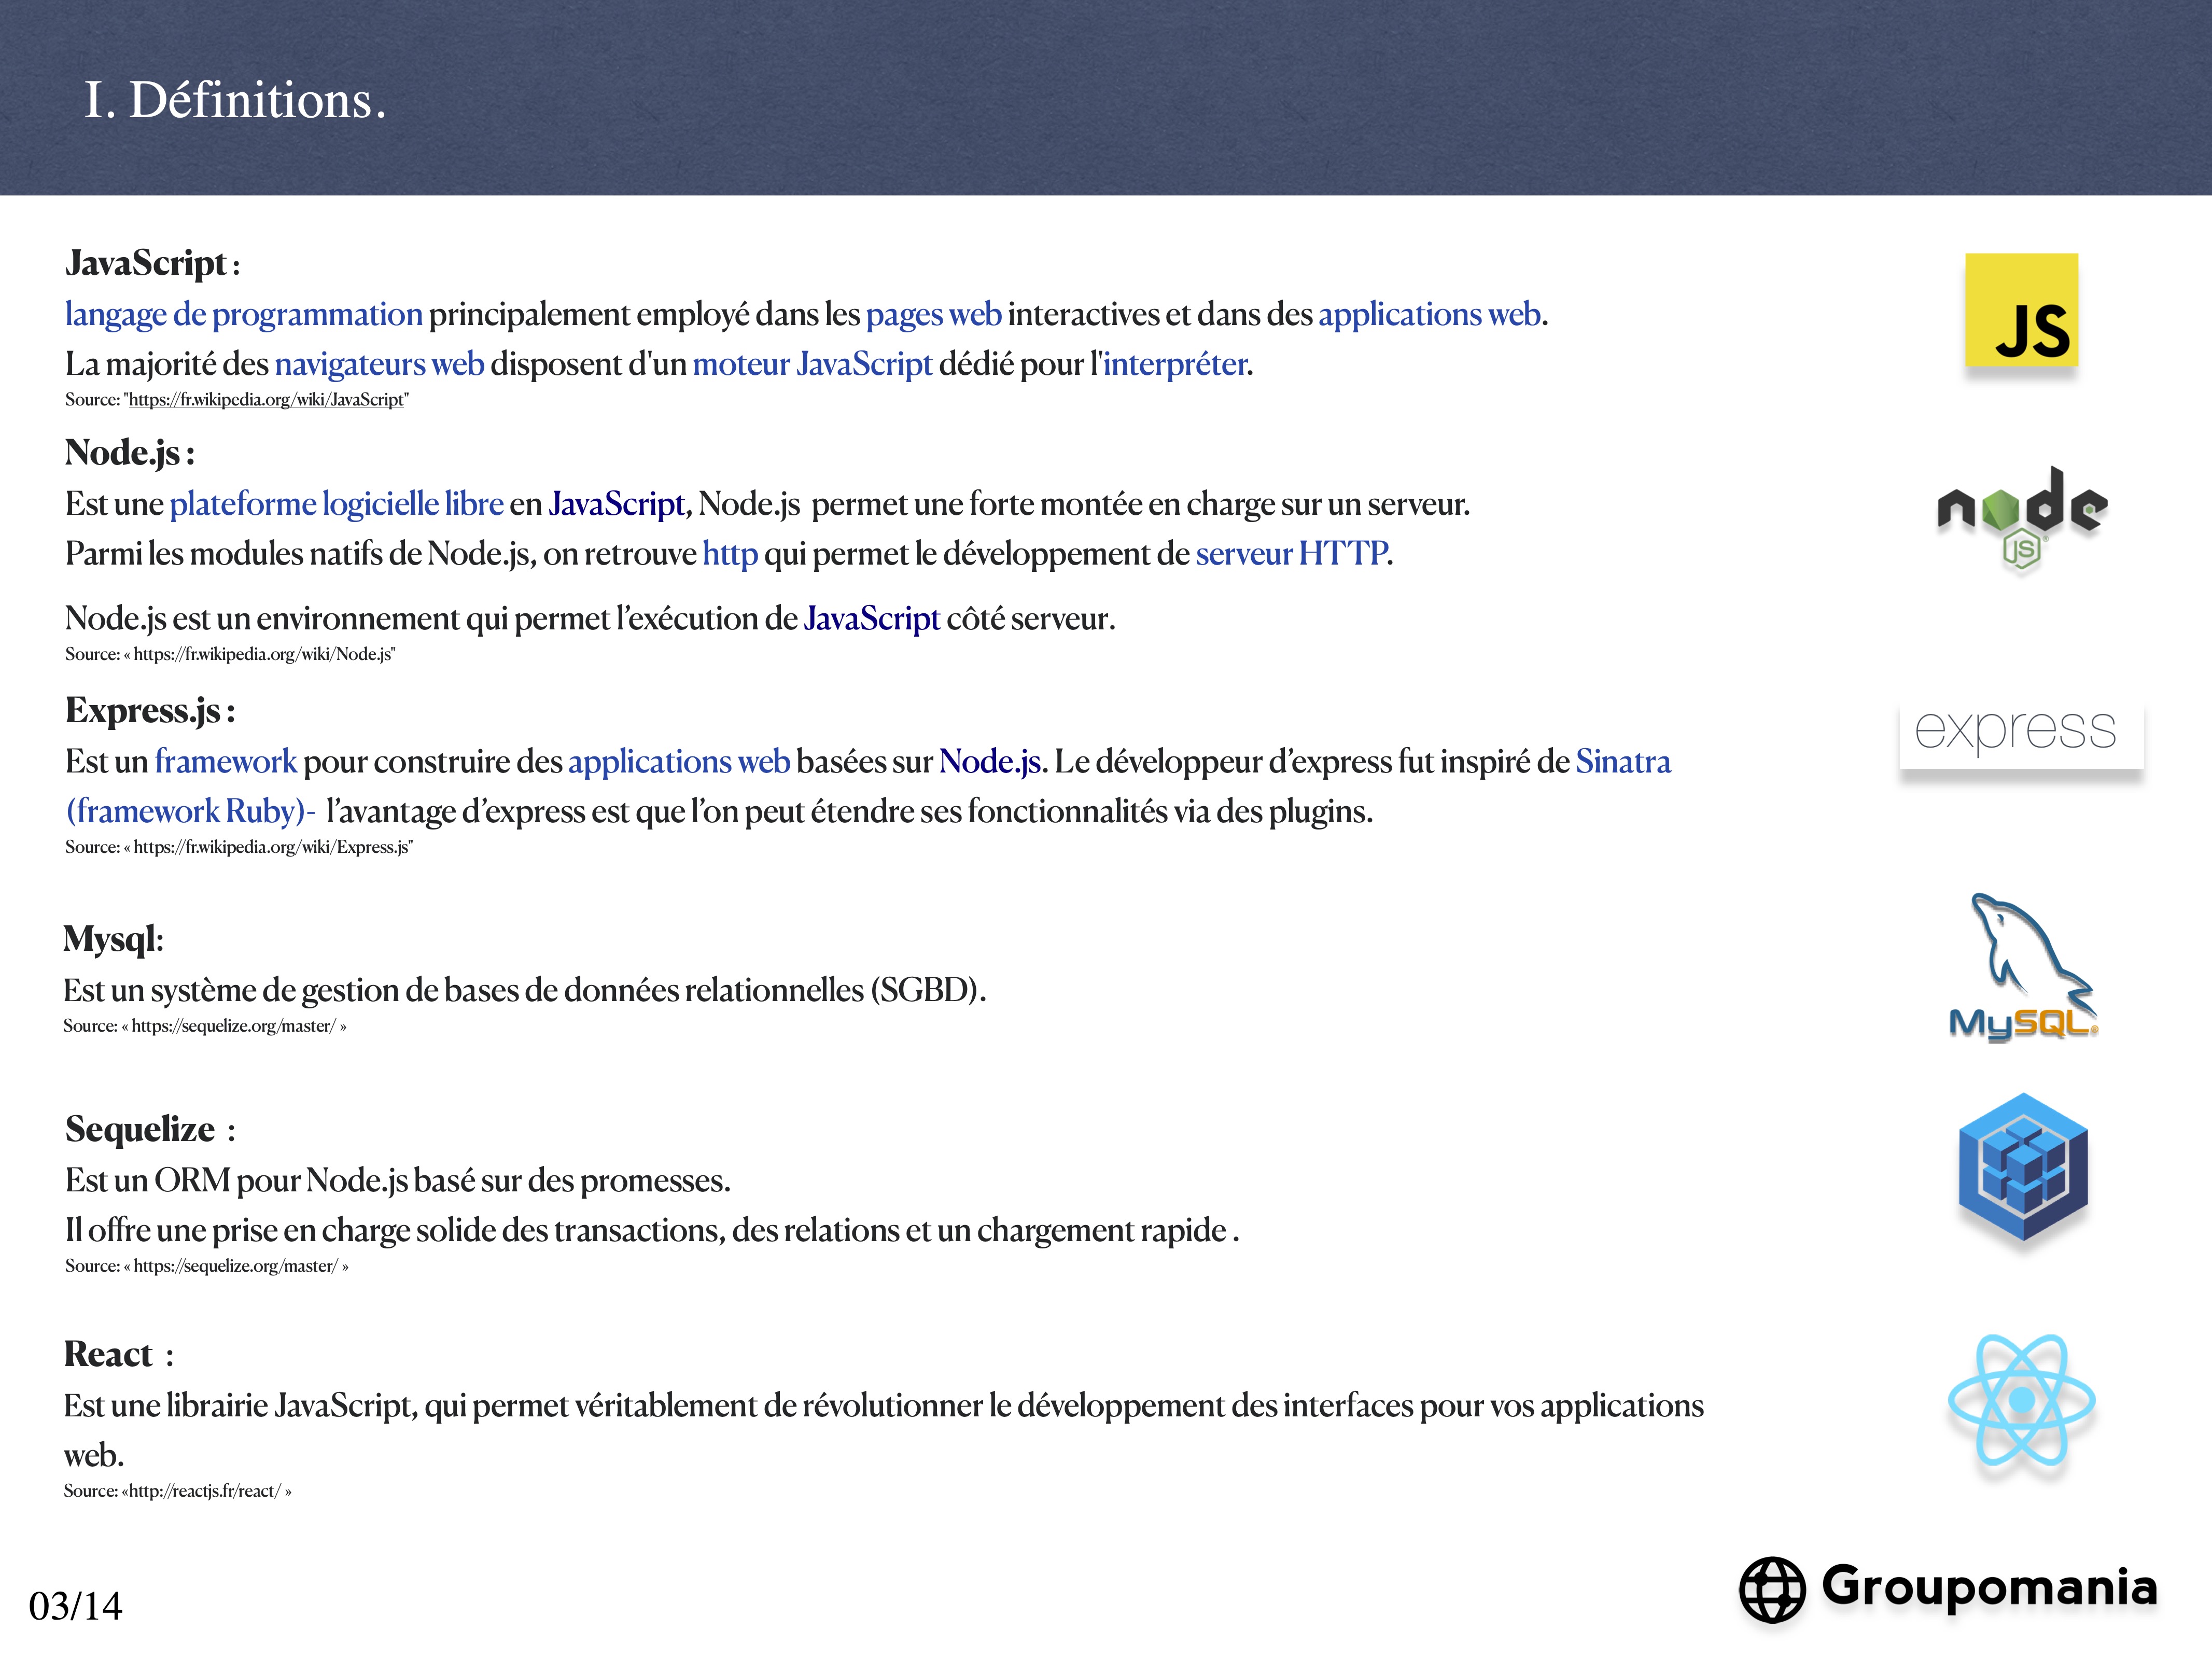 I. Définitions.
JavaScript :
langage de programmation principalement employé dans les pages web interactives et dans des applications web.
La majorité des navigateurs web disposent d'un moteur JavaScript dédié pour l'interpréter.
Source: "https://fr.wikipedia.org/wiki/JavaScript"
JS
Node.js :
Est une plateforme logicielle libre en JavaScript, Node.js  permet une forte montée en charge sur un serveur.
Parmi les modules natifs de Node.js, on retrouve http qui permet le développement de serveur HTTP.
Node.js est un environnement qui permet l’exécution de JavaScript côté serveur.
Source: « https://fr.wikipedia.org/wiki/Node.js"
node
JS®
Express.js :
Est un framework pour construire des applications web basées sur Node.js. Le développeur d’express fut inspiré de Sinatra
(framework Ruby)-  l’avantage d’express est que l’on peut étendre ses fonctionnalités via des plugins.
Source: « https://fr.wikipedia.org/wiki/Express.js"
express
Mysql:
Est un système de gestion de bases de données relationnelles (SGBD).
Source: « https://sequelize.org/master/ »
MySQL®
Sequelize  :
Est un ORM pour Node.js basé sur des promesses.
Il offre une prise en charge solide des transactions, des relations et un chargement rapide .
Source: « https://sequelize.org/master/ »
React  :
Est une librairie JavaScript, qui permet véritablement de révolutionner le développement des interfaces pour vos applications
web.
Source: «http://reactjs.fr/react/ »
03/14
Groupomania